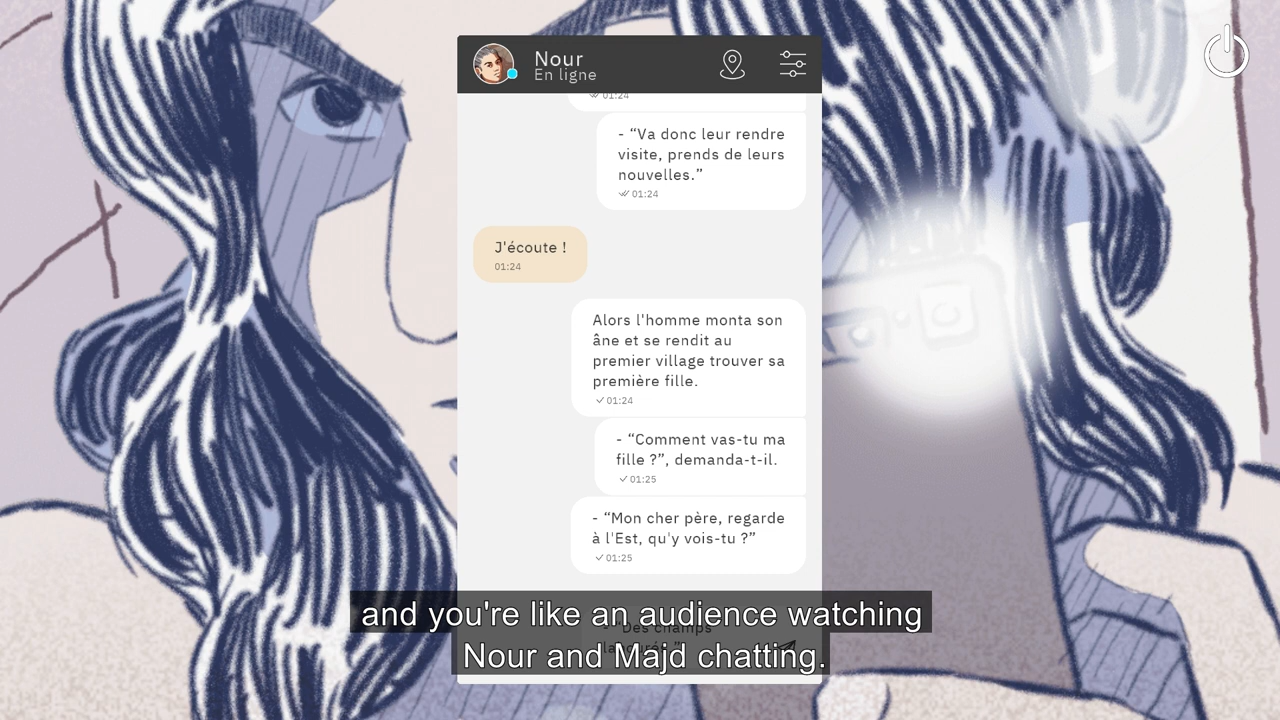 Nour
En ligne
01:24
- “Va donc leur rendre
visite, prends de leurs
nouvelles.”
01:24
J'écoute !
01:24
Alors l'homme monta son
âne et se rendit au
premier village trouver sa
première fille.
01:24
- “Comment vas-tu ma
fille ?”, demanda-t-il.
01:25
- “Mon cher père, regarde
à l'Est, qu'y vois-tu ?”
01:25
- “Des champs
and you're like an audience watching
Nour and Majd chatting.